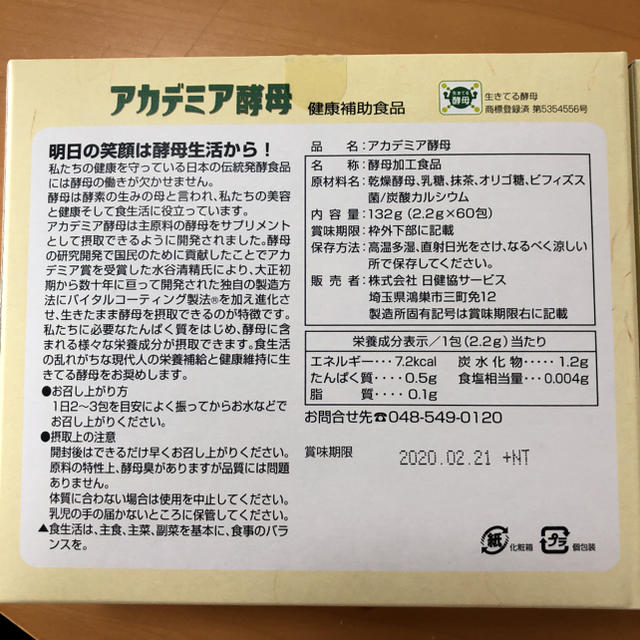 アカデミア酵母 健康補助食品
生きてる酵母
酵母
生きてる酵母
商標登録済 第5354556号
明日の笑顔は酵母生活から!
私たちの健康を守っている日本の伝統発酵食品
には酵母の働きが欠かせません。
酵母は酵素の生みの母と言われ、私たちの美容
と健康そして食生活に役立っています。
アカデミア酵母は主原料の酵母をサプリメント
として摂取できるように開発されました。酵母
の研究開発で国民のために貢献したことでアカ
デミア賞を受賞した水谷清精氏により、大正初
期から数十年に亘って開発された独自の製造方
法にバイタルコーティング製法®を加え進化さ
せ、生きたまま酵母を摂取できるのが特徴です。
私たちに必要なたんぱく質をはじめ、酵母に含
まれる様々な栄養成分が摂取できます。食生活
の乱れがちな現代人の栄養補給と健康維持に生
きてる酵母をお奨めします。
●お召し上がり方
1日2~3包を目安によく振ってからお水などで
お召し上がりください。
●摂取上の注意
開封後はできるだけ早くお召し上がりください。
原料の特性上、酵母臭がありますが品質には問題
ありません。
体質に合わない場合は使用を中止してください。
乳児の手の届かないところに保管してください。
▲食生活は、主食、主菜、副菜を基本に、食事のバラ
ンスを。
品名:アカデミア酵母
名称:酵母加工食品
原材料名:乾燥酵母、乳糖、抹茶、オリゴ糖、ビフィズス
菌/炭酸カルシウム
内容量:132g(2.2g×60包)
賞味期限:枠外下部に記載
保存方法:高温多湿、直射日光をさけ、なるべく涼しい
所で保存してください。
販売者:株式会社 日健協サービス
埼玉県鴻巣市三町免12
製造所固有記号は賞味期限右に記載
栄養成分表示/1包(2.2g)当たり
エネルギー…7.2kcal 炭水化物……1.2g
たんぱく質…0.5g 食塩相当量…0.004g
脂質…0.1g
お問合せ先☎048-549-0120
賞味期限 2020.02.21 +NT
紙 化粧箱 プラ 個包装